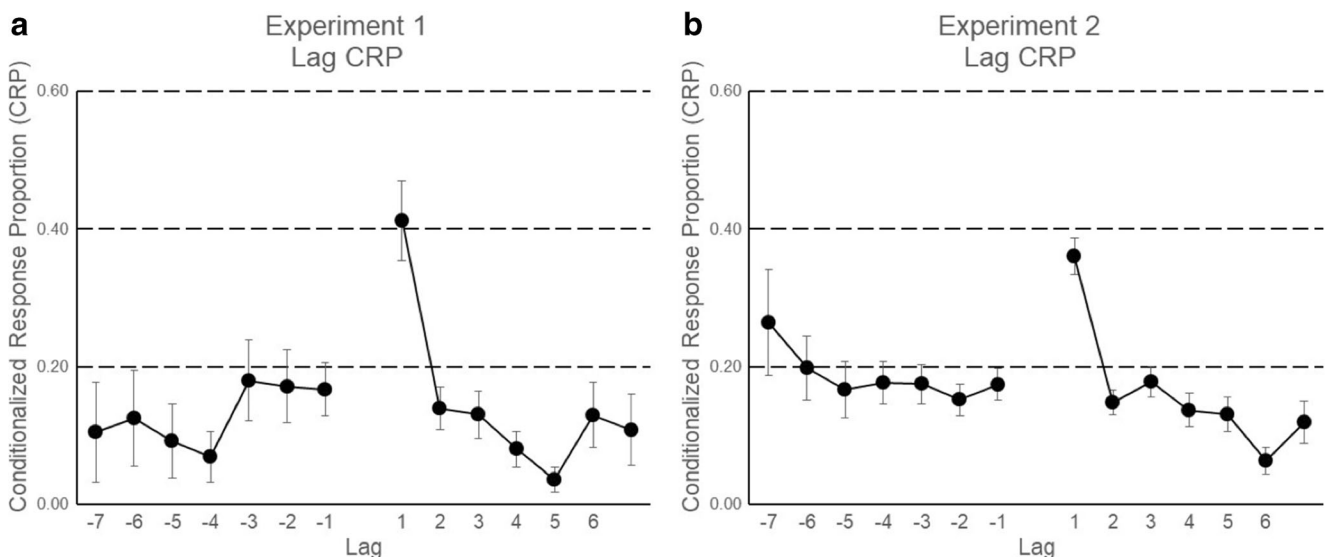 a
Experiment 1
Lag CRP
Conditionalized Response Proportion (CRP)
0.60
0.40
0.20
0.00
-7 -6 -5 -4 -3 -2 -1 1 2 3 4 5 6
Lag
b
Experiment 2
Lag CRP
Conditionalized Response Proportion (CRP)
0.60
0.40
0.20
0.00
-7 -6 -5 -4 -3 -2 -1 1 2 3 4 5 6
Lag